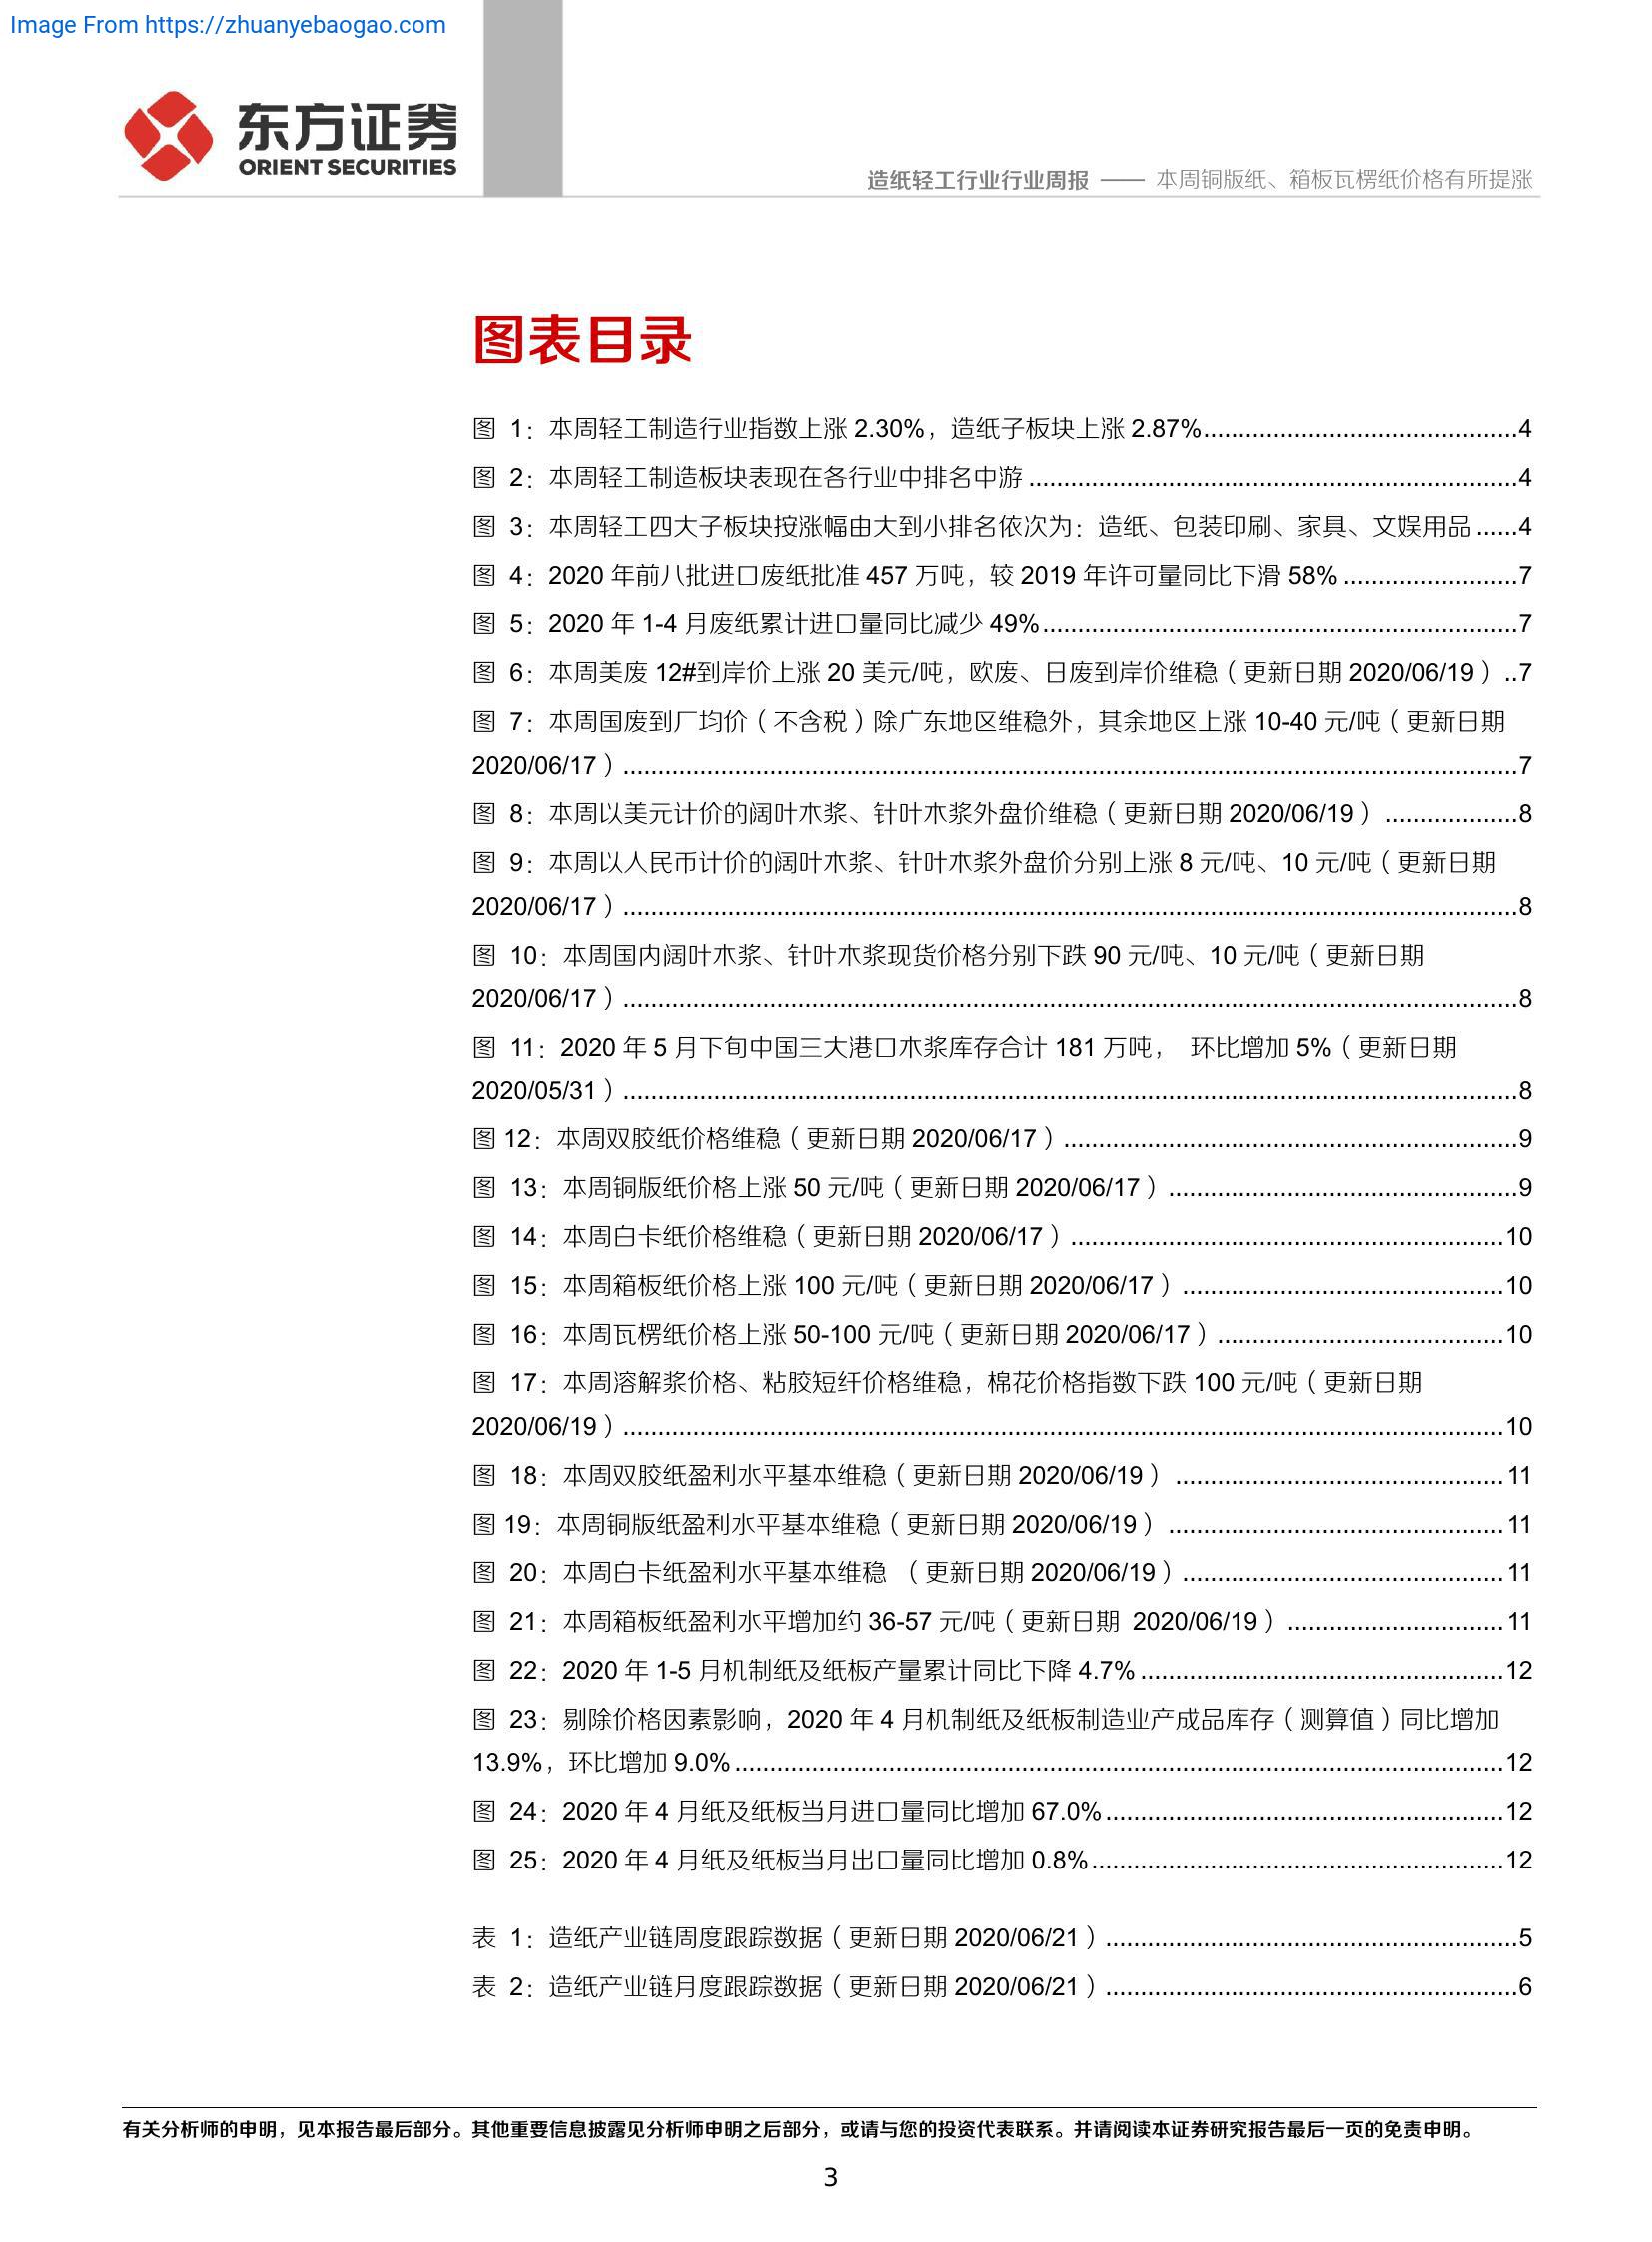 Image From https://zhuanyebaogao.com
东方证券
ORIENT SECURITIES
造纸轻工行业行业周报 —— 本周铜版纸、箱板瓦楞纸价格有所提涨
图表目录
图 1：本周轻工制造行业指数上涨 2.30%，造纸子板块上涨 2.87%.............................................4
图 2：本周轻工制造板块表现在各行业中排名中游 ......................................................................4
图 3：本周轻工四大子板块按涨幅由大到小排名依次为：造纸、包装印刷、家具、文娱用品 ......4
图 4：2020 年前八批进口废纸批准 457 万吨，较 2019 年许可量同比下滑 58% .........................7
图 5：2020 年 1-4 月废纸累计进口量同比减少 49%....................................................................7
图 6：本周美废 12#到岸价上涨 20 美元/吨，欧废、日废到岸价维稳（更新日期 2020/06/19）..7
图 7：本周国废到厂均价（不含税）除广东地区维稳外，其余地区上涨 10-40 元/吨（更新日期
2020/06/17）................................................................................................................................7
图 8：本周以美元计价的阔叶木浆、针叶木浆外盘价维稳（更新日期 2020/06/19） ...................8
图 9：本周以人民币计价的阔叶木浆、针叶木浆外盘价分别上涨 8 元/吨、10 元/吨（更新日期
2020/06/17）................................................................................................................................8
图 10：本周国内阔叶木浆、针叶木浆现货价格分别下跌 90 元/吨、10 元/吨（更新日期
2020/06/17）................................................................................................................................8
图 11：2020 年 5 月下旬中国三大港口木浆库存合计 181 万吨， 环比增加 5%（更新日期
2020/05/31）................................................................................................................................8
图 12：本周双胶纸价格维稳（更新日期 2020/06/17）.................................................................9
图 13：本周铜版纸价格上涨 50 元/吨（更新日期 2020/06/17）..................................................9
图 14：本周白卡纸价格维稳（更新日期 2020/06/17）..............................................................10
图 15：本周箱板纸价格上涨 100 元/吨（更新日期 2020/06/17）..............................................10
图 16：本周瓦楞纸价格上涨 50-100 元/吨（更新日期 2020/06/17）.........................................10
图 17：本周溶解浆价格、粘胶短纤价格维稳，棉花价格指数下跌 100 元/吨（更新日期
2020/06/19）..............................................................................................................................10
图 18：本周双胶纸盈利水平基本维稳（更新日期 2020/06/19） ...............................................11
图 19：本周铜版纸盈利水平基本维稳（更新日期 2020/06/19） ................................................11
图 20：本周白卡纸盈利水平基本维稳 （更新日期 2020/06/19）..............................................11
图 21：本周箱板纸盈利水平增加约 36-57 元/吨（更新日期 2020/06/19）...............................11
图 22：2020 年 1-5 月机制纸及纸板产量累计同比下降 4.7% ....................................................12
图 23：剔除价格因素影响，2020 年 4 月机制纸及纸板制造业产成品库存（测算值）同比增加
13.9%，环比增加 9.0%..............................................................................................................12
图 24：2020 年 4 月纸及纸板当月进口量同比增加 67.0%.........................................................12
图 25：2020 年 4 月纸及纸板当月出口量同比增加 0.8%...........................................................12
表 1：造纸产业链周度跟踪数据（更新日期 2020/06/21）...........................................................5
表 2：造纸产业链月度跟踪数据（更新日期 2020/06/21）...........................................................6
有关分析师的申明，见本报告最后部分。其他重要信息披露见分析师申明之后部分，或请与您的投资代表联系。并请阅读本证券研究报告最后一页的免责申明。
3